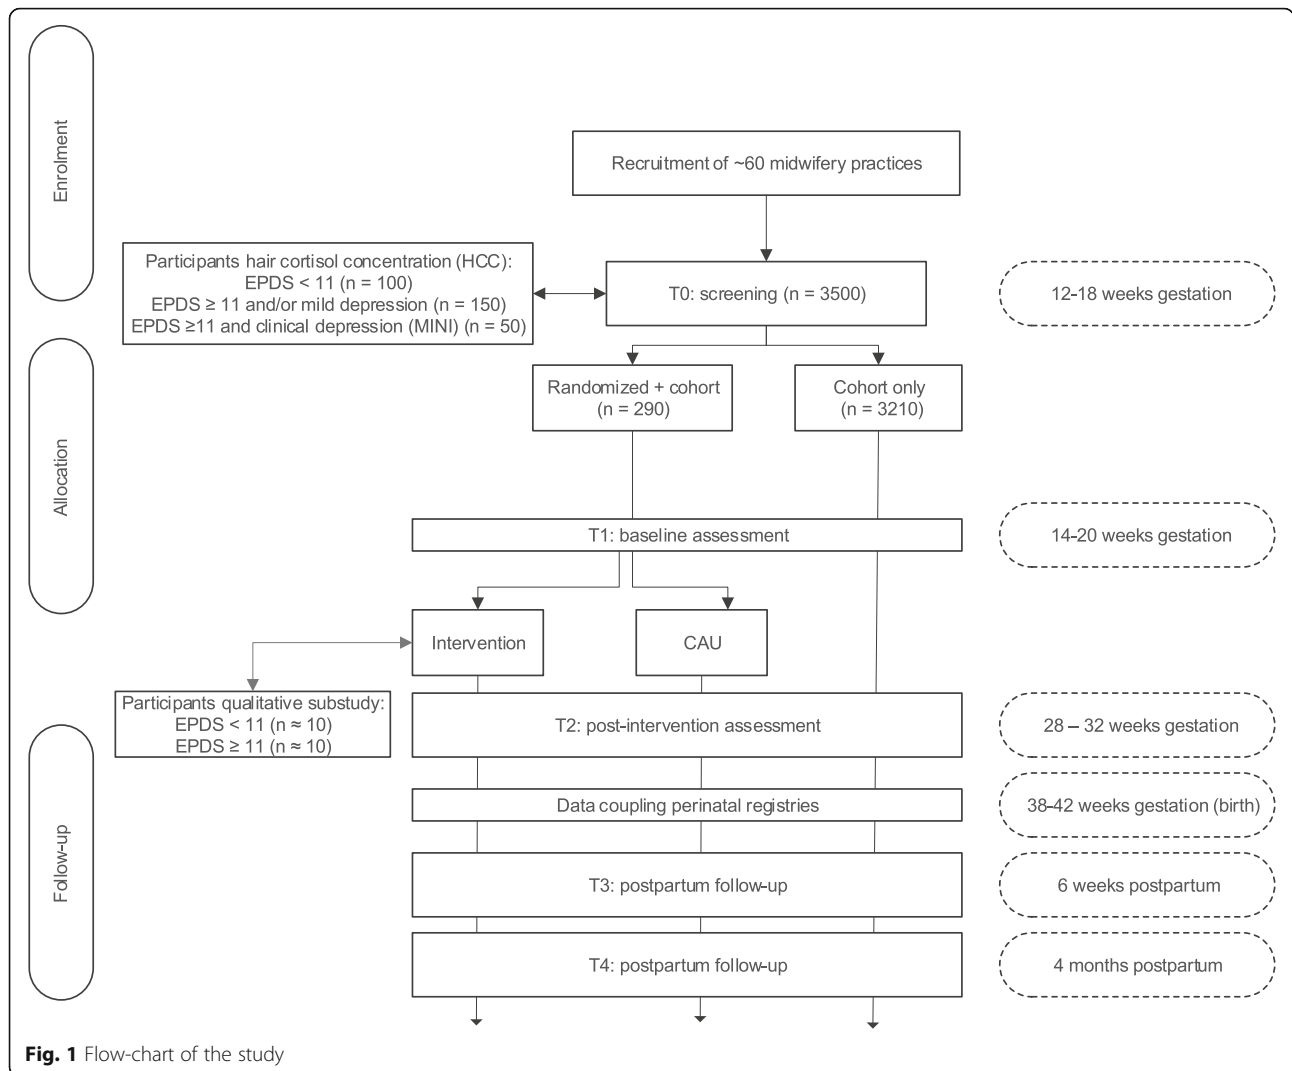 Enrolment
Recruitment of ~60 midwifery practices
Participants hair cortisol concentration (HCC):
EPDS < 11 (n = 100)
EPDS ≥ 11 and/or mild depression (n = 150)
EPDS ≥11 and clinical depression (MINI) (n = 50)
T0: screening (n = 3500)
12-18 weeks gestation
Allocation
Randomized + cohort
(n = 290)
Cohort only
(n = 3210)
T1: baseline assessment
14-20 weeks gestation
Intervention
CAU
Participants qualitative substudy:
EPDS < 11 (n ≈ 10)
EPDS ≥ 11 (n ≈ 10)
Follow-up
T2: post-intervention assessment
28 – 32 weeks gestation
Data coupling perinatal registries
38-42 weeks gestation (birth)
T3: postpartum follow-up
6 weeks postpartum
T4: postpartum follow-up
4 months postpartum
Fig. 1 Flow-chart of the study